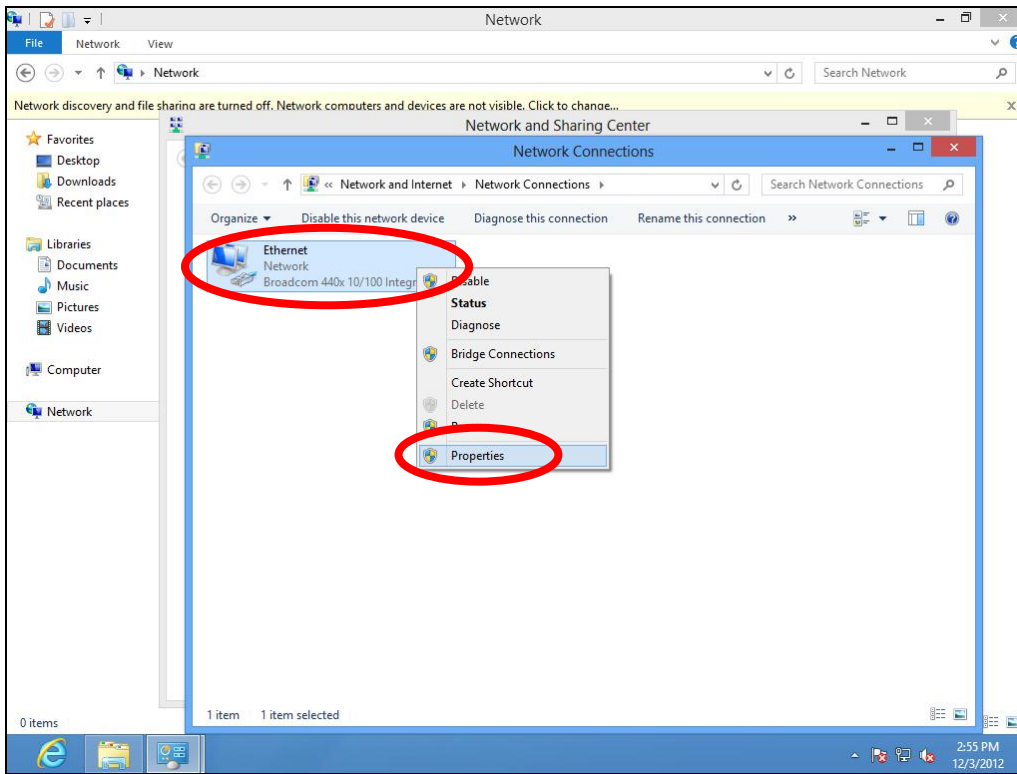 Network
File Network View
Network
Search Network
Network discovery and file sharing are turned off. Network computers and devices are not visible. Click to change...
Favorites
Desktop
Downloads
Recent places
Libraries
Documents
Music
Pictures
Videos
Computer
Network
0 items
Network and Sharing Center
Network Connections
« Network and Internet Network Connections
Search Network Connections
Organize Disable this network device Diagnose this connection Rename this connection »
Ethernet
Network
Broadcom 440x 10/100 Integr
Status
Diagnose
Bridge Connections
Create Shortcut
Delete
Properties
1 item 1 item selected
2:55 PM
12/3/2012